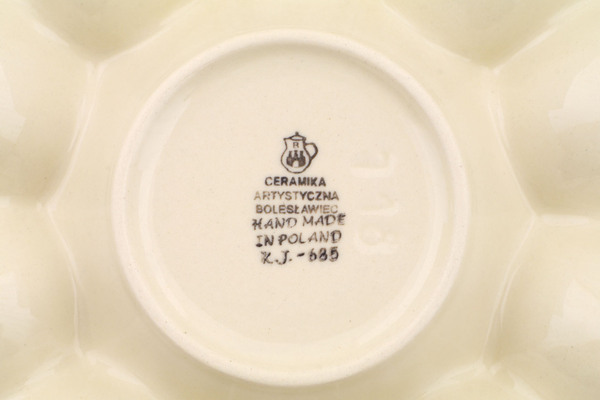 R
CERAMIKA
ARTYSTYCZNA
BOLESŁAWIEC
HAND MADE
IN POLAND
K.J.-685